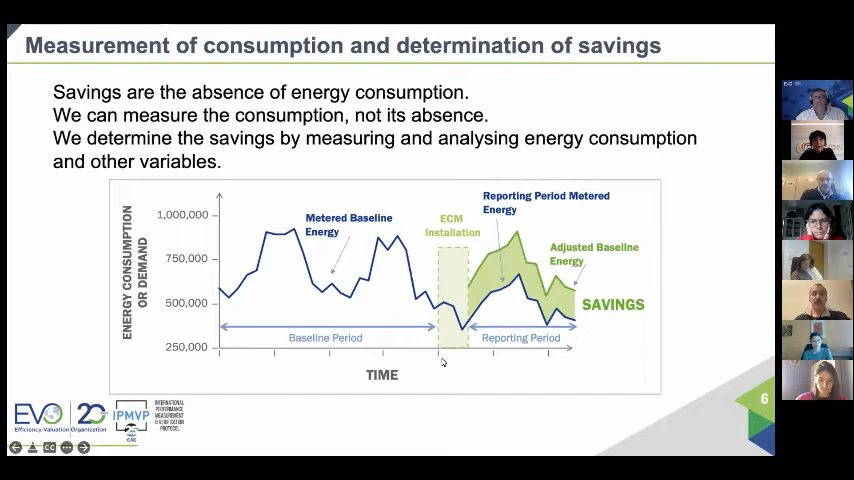 Measurement of consumption and determination of savings
Savings are the absence of energy consumption.
We can measure the consumption, not its absence.
We determine the savings by measuring and analysing energy consumption
and other variables.
ENERGY CONSUMPTION
OR DEMAND
1,000,000
750,000
500,000
250,000
Metered Baseline
Energy
ECM
Installation
Reporting Period Metered
Energy
Adjusted Baseline
Energy
SAVINGS
Baseline Period
Reporting Period
TIME
6
EVO
Efficiency Valuation Organization
20
IPMVP
YEARS
INTERNATIONAL
PERFORMANCE
MEASUREMENT
& VERIFICATION
PROTOCOL
CC
EVO